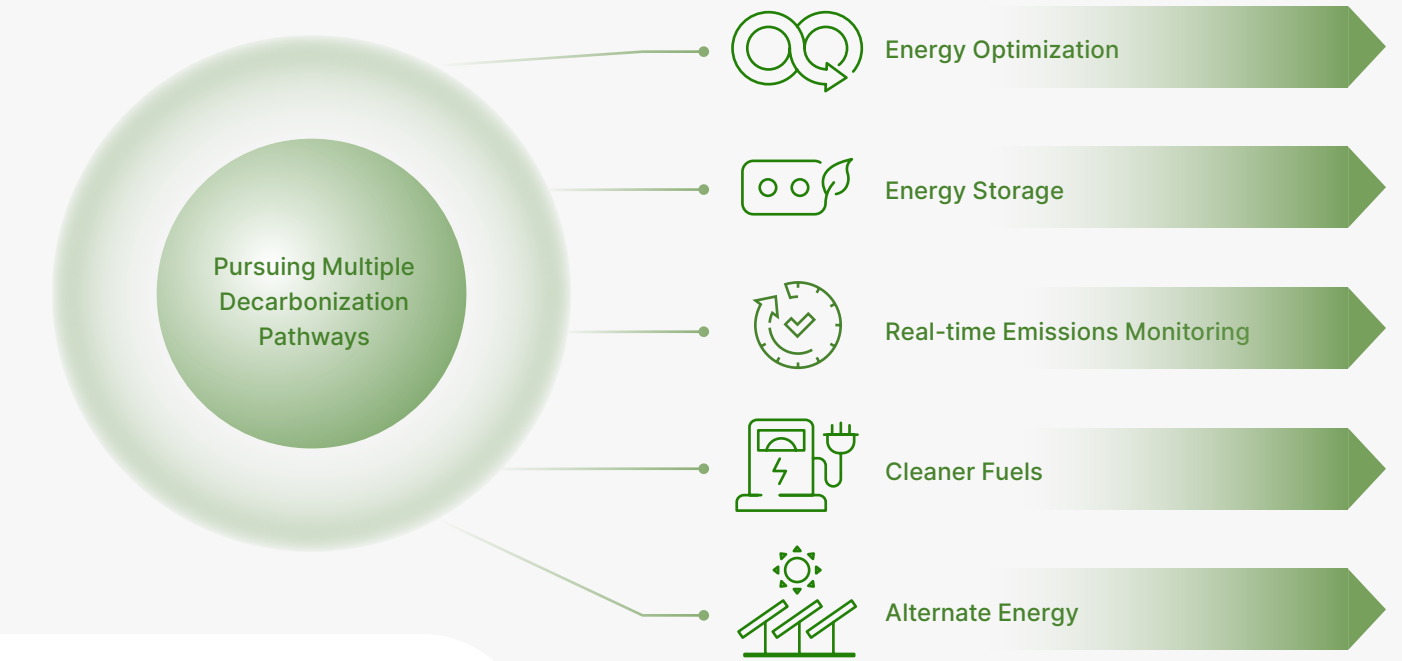 Pursuing Multiple
Decarbonization
Pathways
Energy Optimization
Energy Storage
Real-time Emissions Monitoring
Cleaner Fuels
Alternate Energy